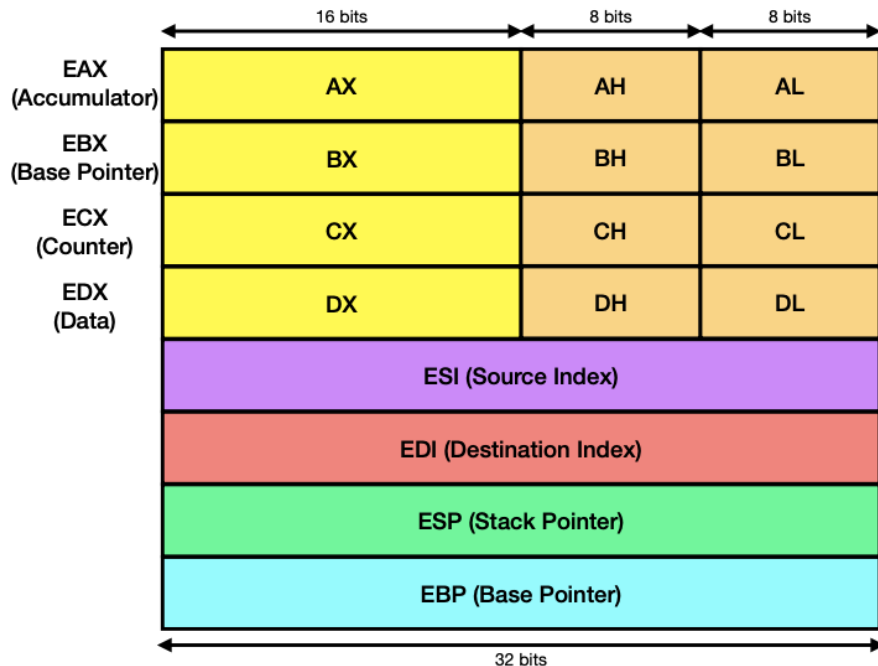 16 bits 8 bits 8 bits
EAX
(Accumulator)
AX AH AL
EBX
(Base Pointer)
BX BH BL
ECX
(Counter)
CX CH CL
EDX
(Data)
DX DH DL
ESI (Source Index)
EDI (Destination Index)
ESP (Stack Pointer)
EBP (Base Pointer)
32 bits